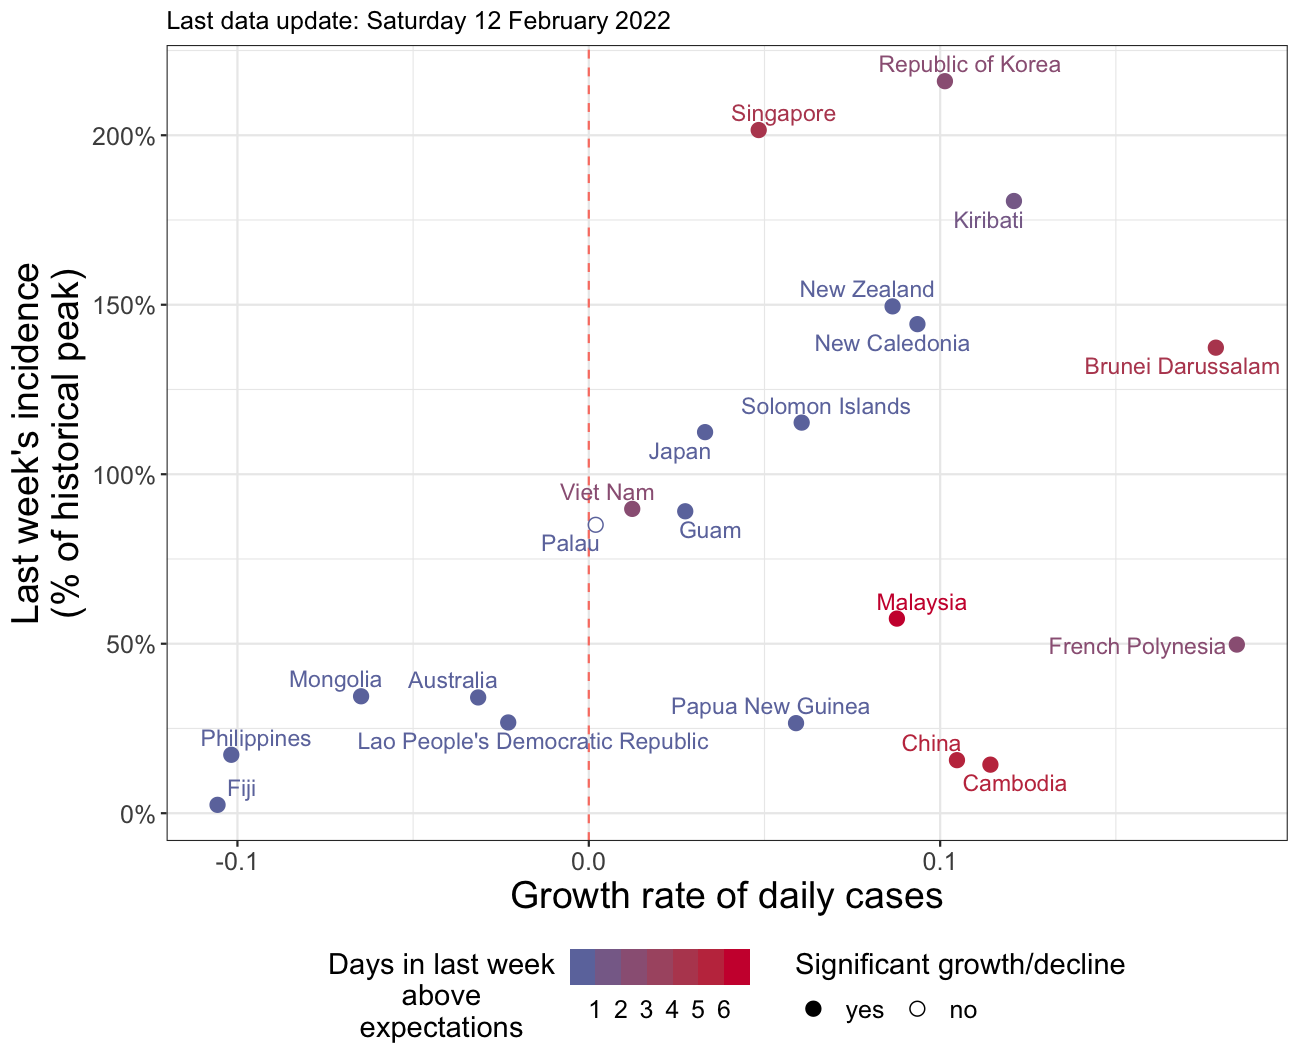 Last data update: Saturday 12 February 2022
Republic of Korea
Singapore
200%
Kiribati
New Zealand
150%
New Caledonia
Brunei Darussalam
Solomon Islands
Japan
100%
Viet Nam
Guam
Palau
Malaysia
50%
French Polynesia
Mongolia
Australia
Papua New Guinea
Philippines
Lao People's Democratic Republic
China
Cambodia
Fiji
0%
Last week's incidence
(% of historical peak)
-0.1
0.0
0.1
Growth rate of daily cases
Days in last week
above
expectations
1 2 3 4 5 6
Significant growth/decline
yes
no